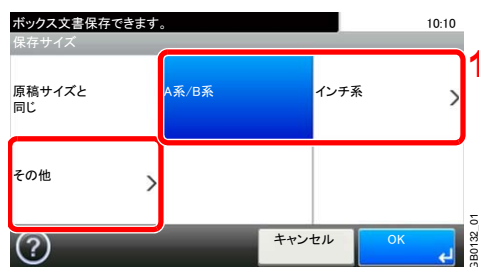 ボックス文書保存できます。
10:10
保存サイズ
1
原稿サイズと
同じ
A系/B系
インチ系
その他
?
キャンセル
OK
GB0132_01